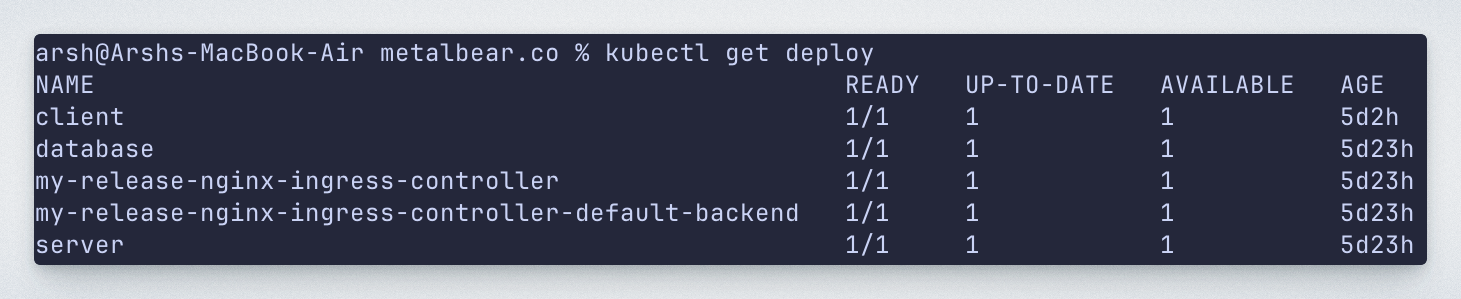 arsh@Arshs-MacBook-Air metalbear.co % kubectl get deploy
NAME READY UP-TO-DATE AVAILABLE AGE
client 1/1 1 1 5d2h
database 1/1 1 1 5d23h
my-release-nginx-ingress-controller 1/1 1 1 5d23h
my-release-nginx-ingress-controller-default-backend 1/1 1 1 5d23h
server 1/1 1 1 5d23h